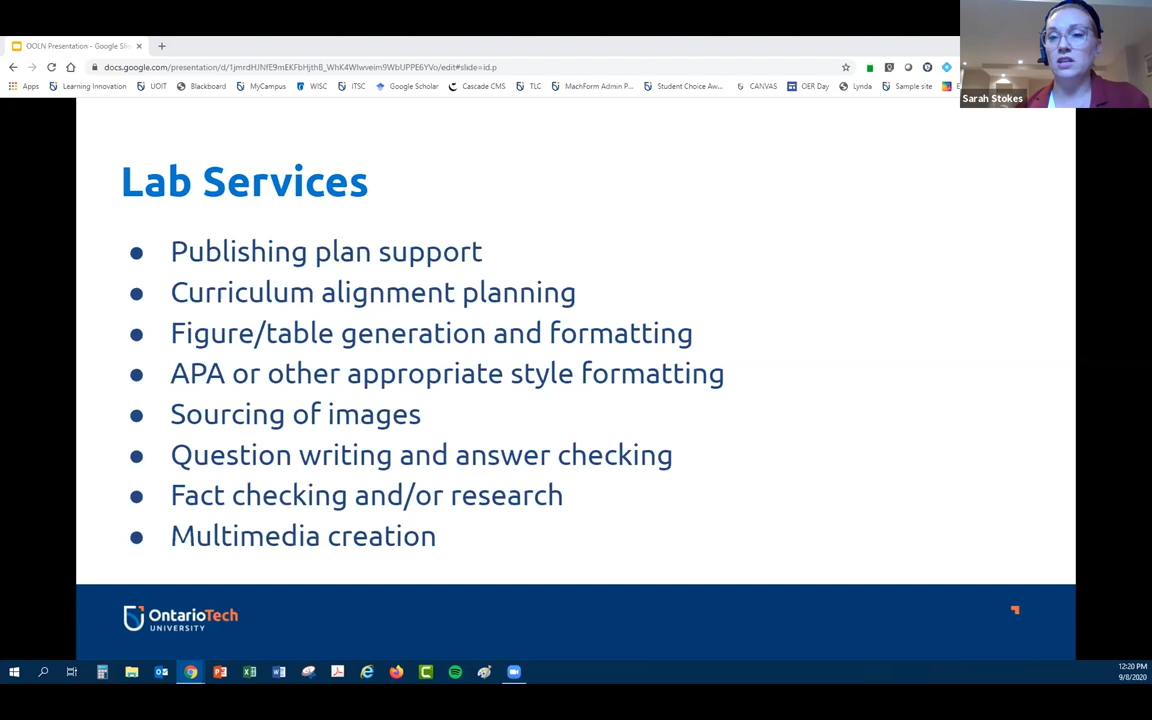 OOLN Presentation - Google Sli
docs.google.com/presentation/d/1jmrdHJNfE9mEKFbHjthB_WhK4Wlwveim9WbUPPE6YVo/edit#slide=id.p
Apps Learning Innovation UOIT Blackboard MyCampus WISC ITSC Google Scholar Cascade CMS TLC MachForm Admin P... Student Choice Aw... CANVAS OER Day Lynda Sample site
Sarah Stokes
Lab Services
● Publishing plan support
● Curriculum alignment planning
● Figure/table generation and formatting
● APA or other appropriate style formatting
● Sourcing of images
● Question writing and answer checking
● Fact checking and/or research
● Multimedia creation
OntarioTech
UNIVERSITY
12:20 PM
9/8/2020